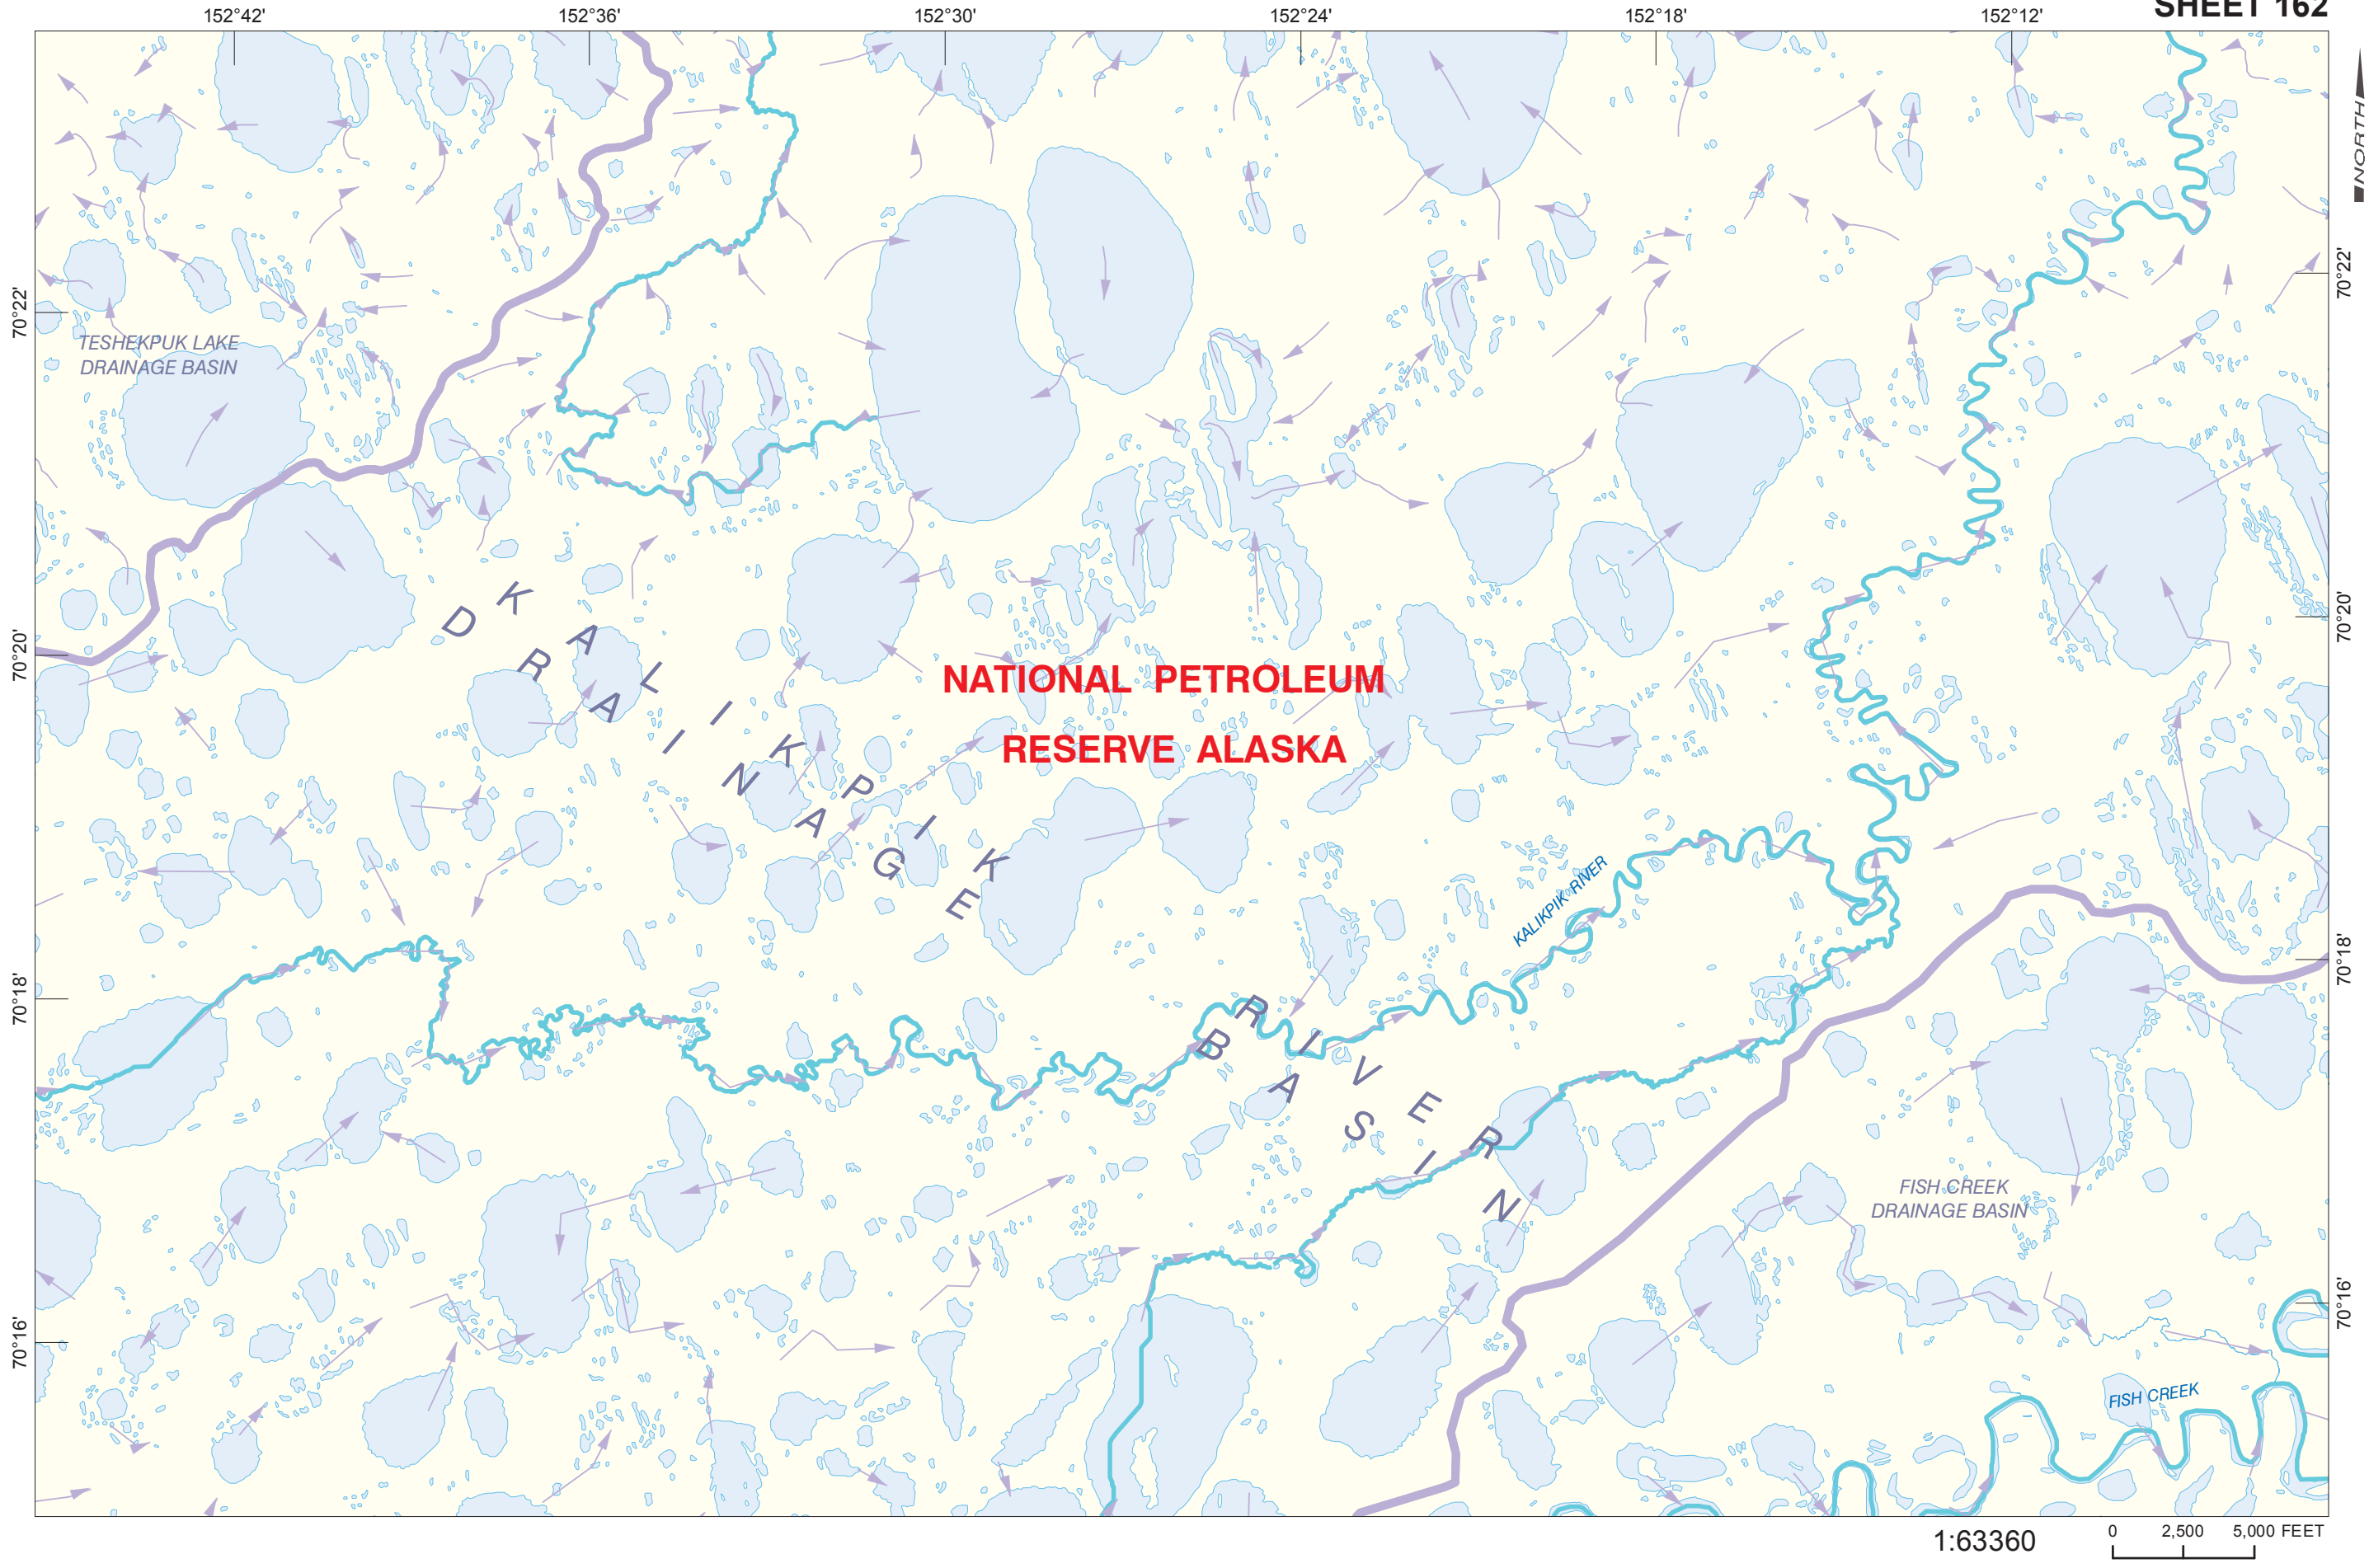 SHEET 162
152°42'
152°36'
152°30'
152°24'
152°18'
152°12'
NORTH
70°22'
70°22'
TESHEKPUK LAKE
DRAINAGE BASIN
70°20'
70°20'
KALIKPIK RIVER
DRAINAGE BASIN
NATIONAL PETROLEUM
RESERVE ALASKA
KALIKPIK RIVER
70°18'
70°18'
FISH CREEK
DRAINAGE BASIN
70°16'
70°16'
FISH CREEK
1:63360
0 2,500 5,000 FEET